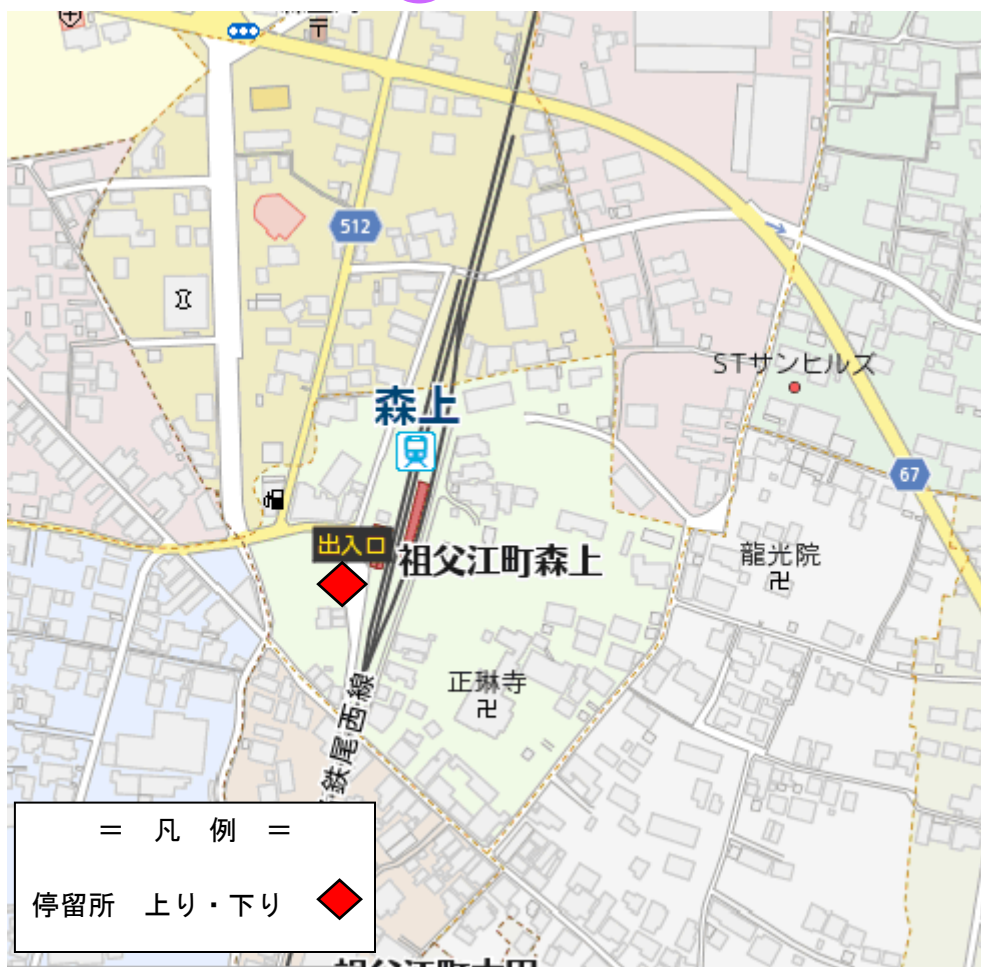 512
STサンヒルズ
森上
67
出入口
祖父江町森上
龍光院
正琳寺
鉄尾西線
＝ 凡 例 ＝
停留所 上り・下り